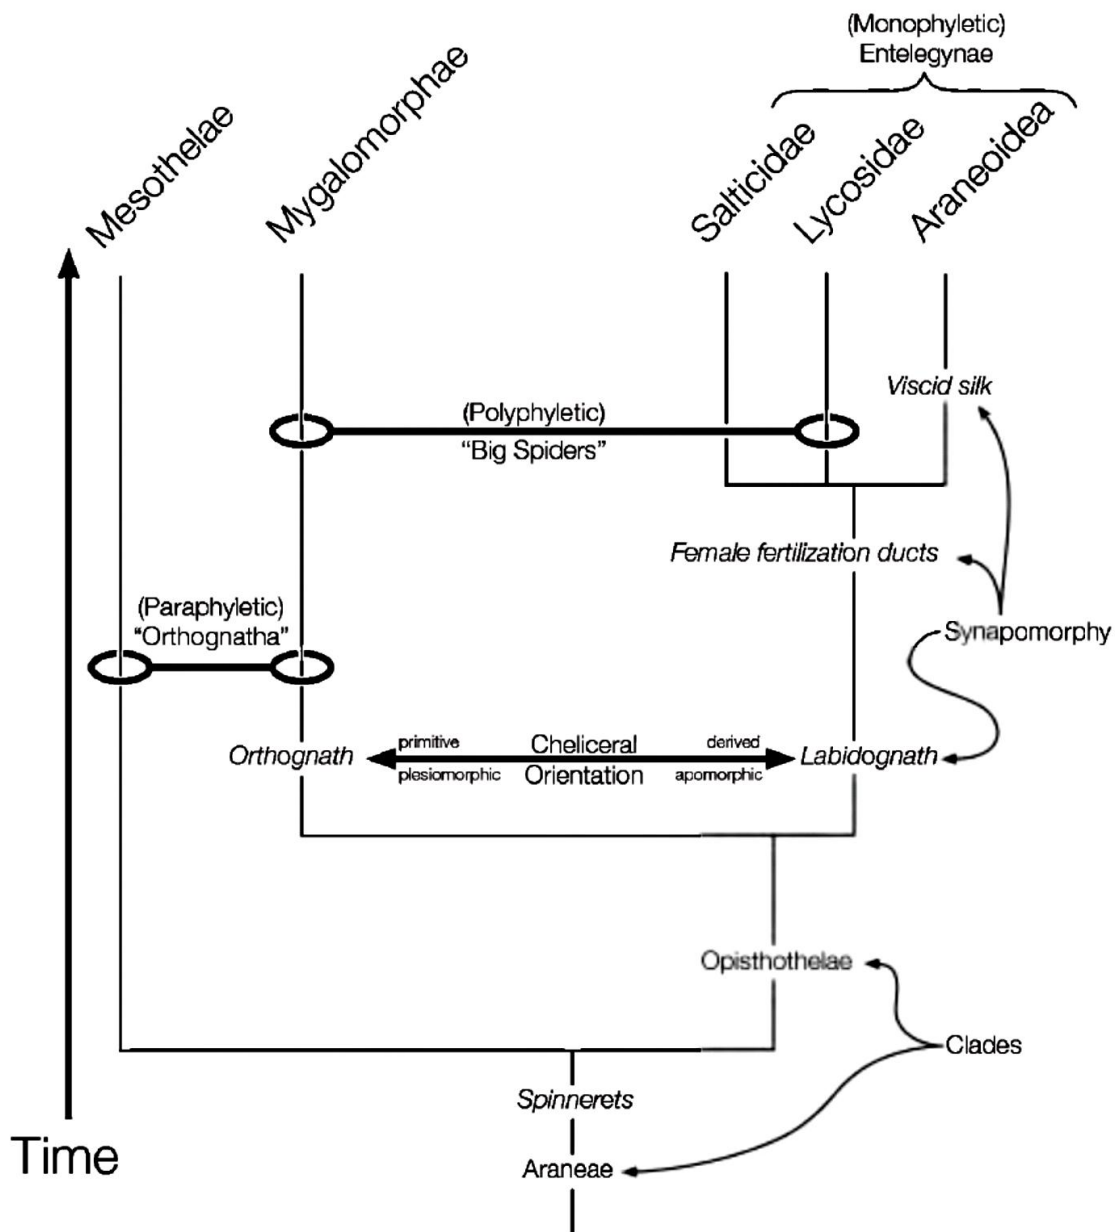 (Monophyletic)
Entelegynae
Mesothelae
Mygalomorphae
Salticidae
Lycosidae
Araneoidea
Viscid silk
(Polyphyletic)
“Big Spiders”
Female fertilization ducts
(Paraphyletic)
“Orthognatha”
Synapomorphy
Orthognath
primitive
plesiomorphic
Cheliceral
Orientation
derived
apomorphic
Labidognath
Opisthothelae
Clades
Spinnerets
Time
Araneae